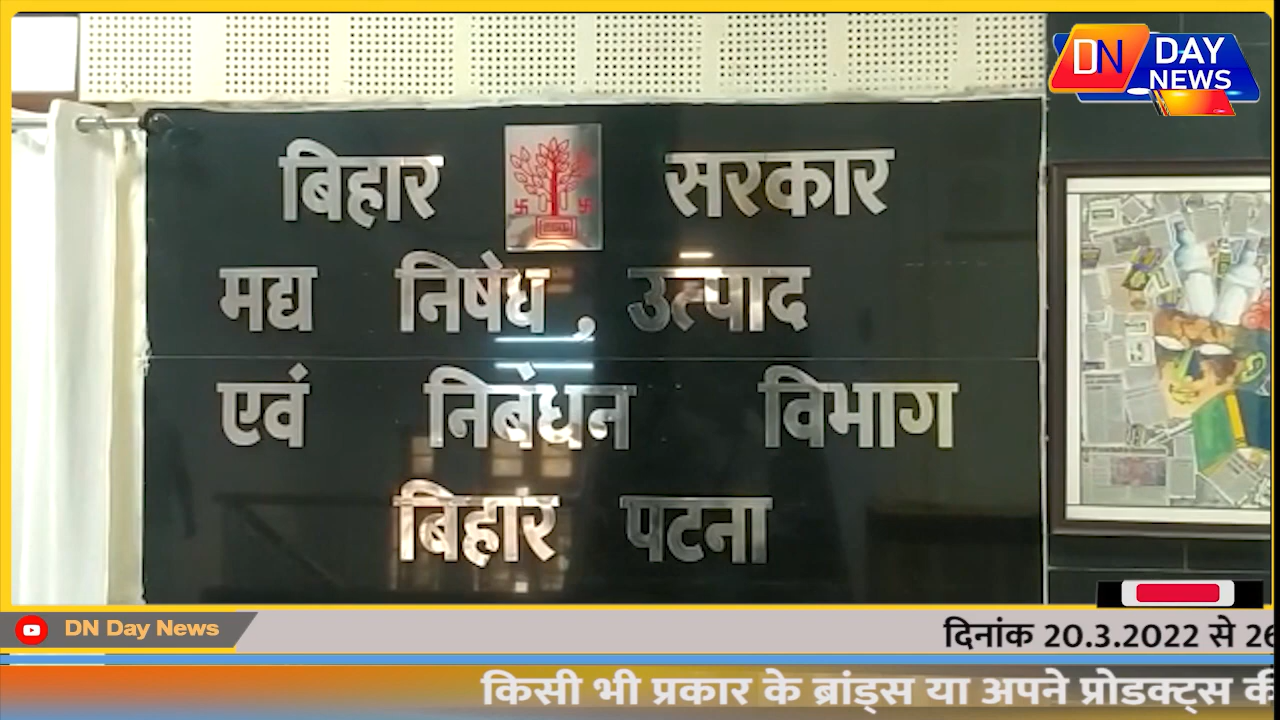 DN DAY NEWS
बिहार सरकार
मद्य निषेध, उत्पाद
एवं निबंधन विभाग
बिहार पटना
DN Day News
दिनांक 20.3.2022 से 26
किसी भी प्रकार के ब्रांड्स या अपने प्रोडक्ट्स की